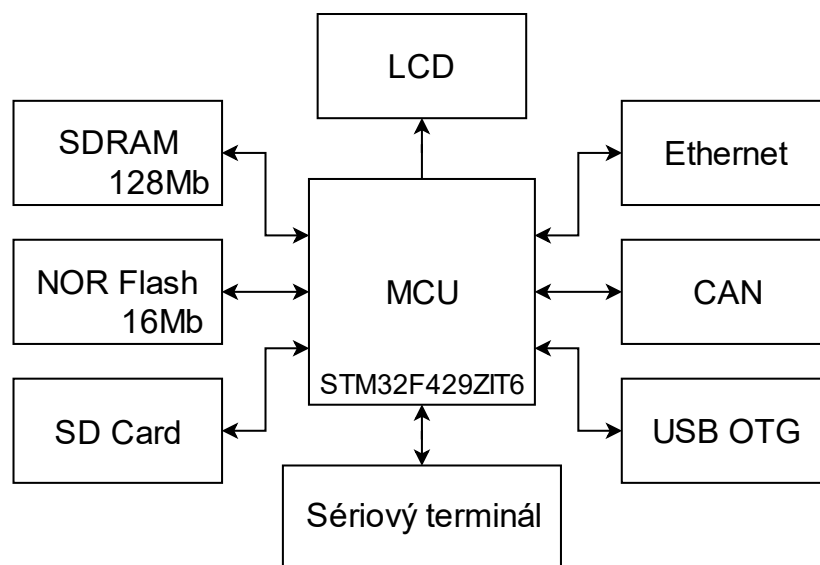 LCD
SDRAM
128Mb
Ethernet
NOR Flash
16Mb
MCU
CAN
STM32F429ZIT6
SD Card
USB OTG
Sériový terminál